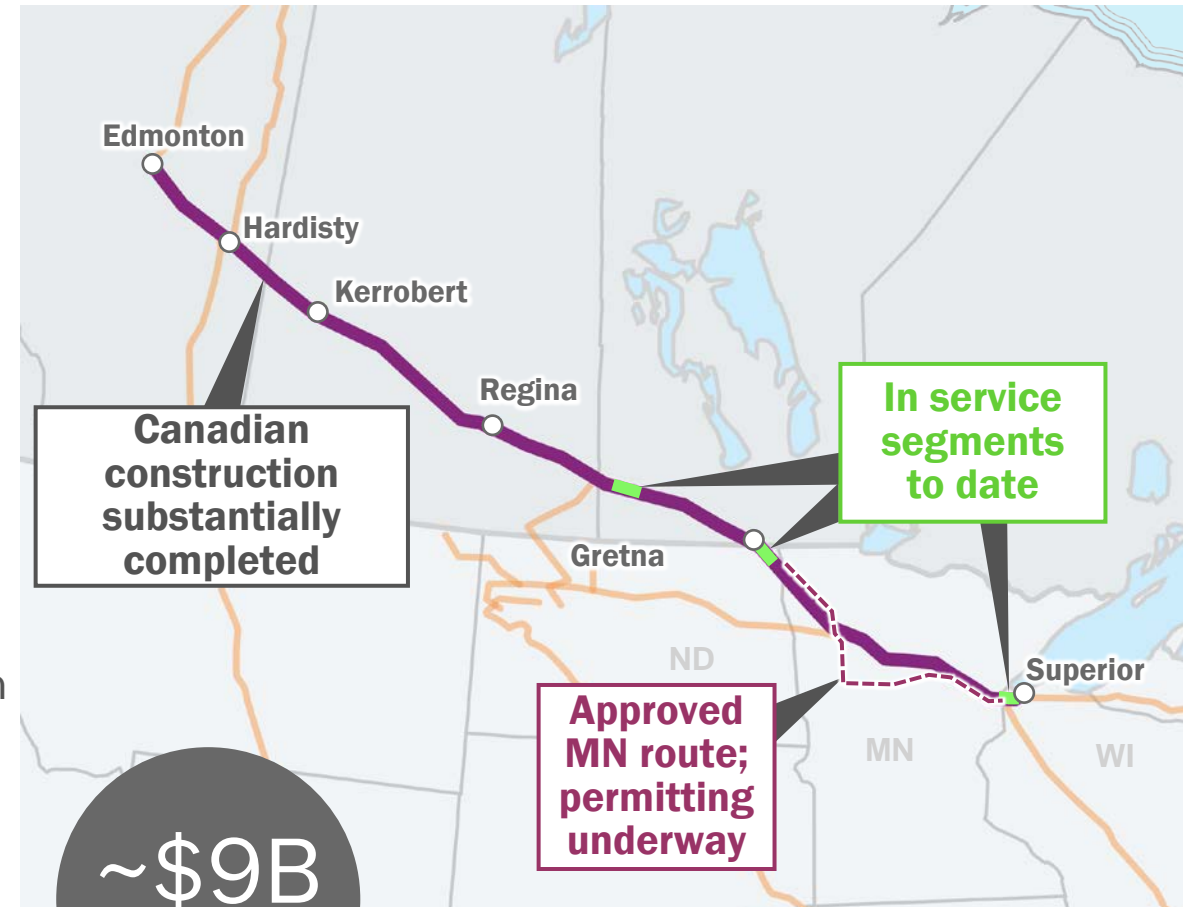 Edmonton
Hardisty
Kerrobert
Regina
Canadian
construction
substantially
completed
In service
segments
to date
Gretna
ND
Superior
Approved
MN route;
permitting
underway
MN
WI
n
~$9B